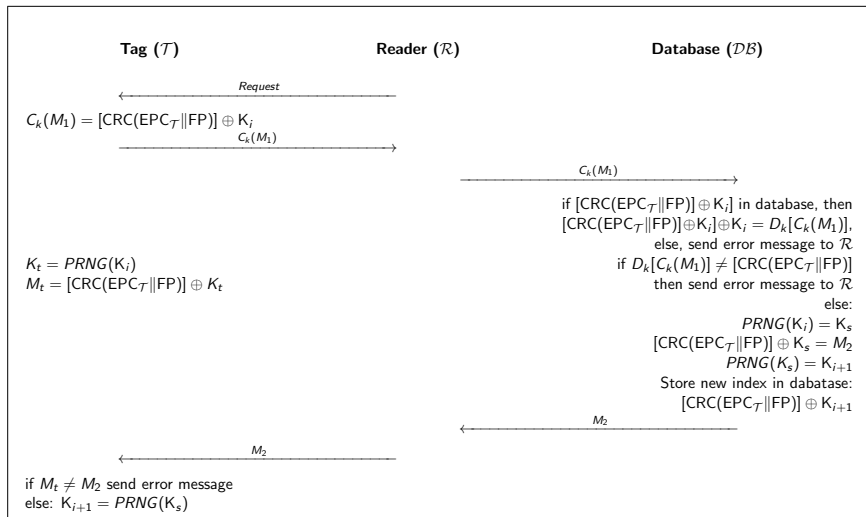 Tag (𝒯) Reader (ℛ) Database (𝒟ℬ)
Request
C_k(M_1) = [CRC(EPC_𝒯‖FP)] ⊕ K_i
C_k(M_1)
C_k(M_1)
if [CRC(EPC_𝒯‖FP)] ⊕ K_i] in database, then
[CRC(EPC_𝒯‖FP)]⊕K_i]⊕K_i = D_k[C_k(M_1)],
else, send error message to ℛ
K_t = PRNG(K_i) if D_k[C_k(M_1)] ≠ [CRC(EPC_𝒯‖FP)]
M_t = [CRC(EPC_𝒯‖FP)] ⊕ K_t then send error message to ℛ
else:
PRNG(K_i) = K_s
[CRC(EPC_𝒯‖FP)] ⊕ K_s = M_2
PRNG(K_s) = K_{i+1}
Store new index in dabatase:
[CRC(EPC_𝒯‖FP)] ⊕ K_{i+1}
M_2
M_2
if M_t ≠ M_2 send error message
else: K_{i+1} = PRNG(K_s)